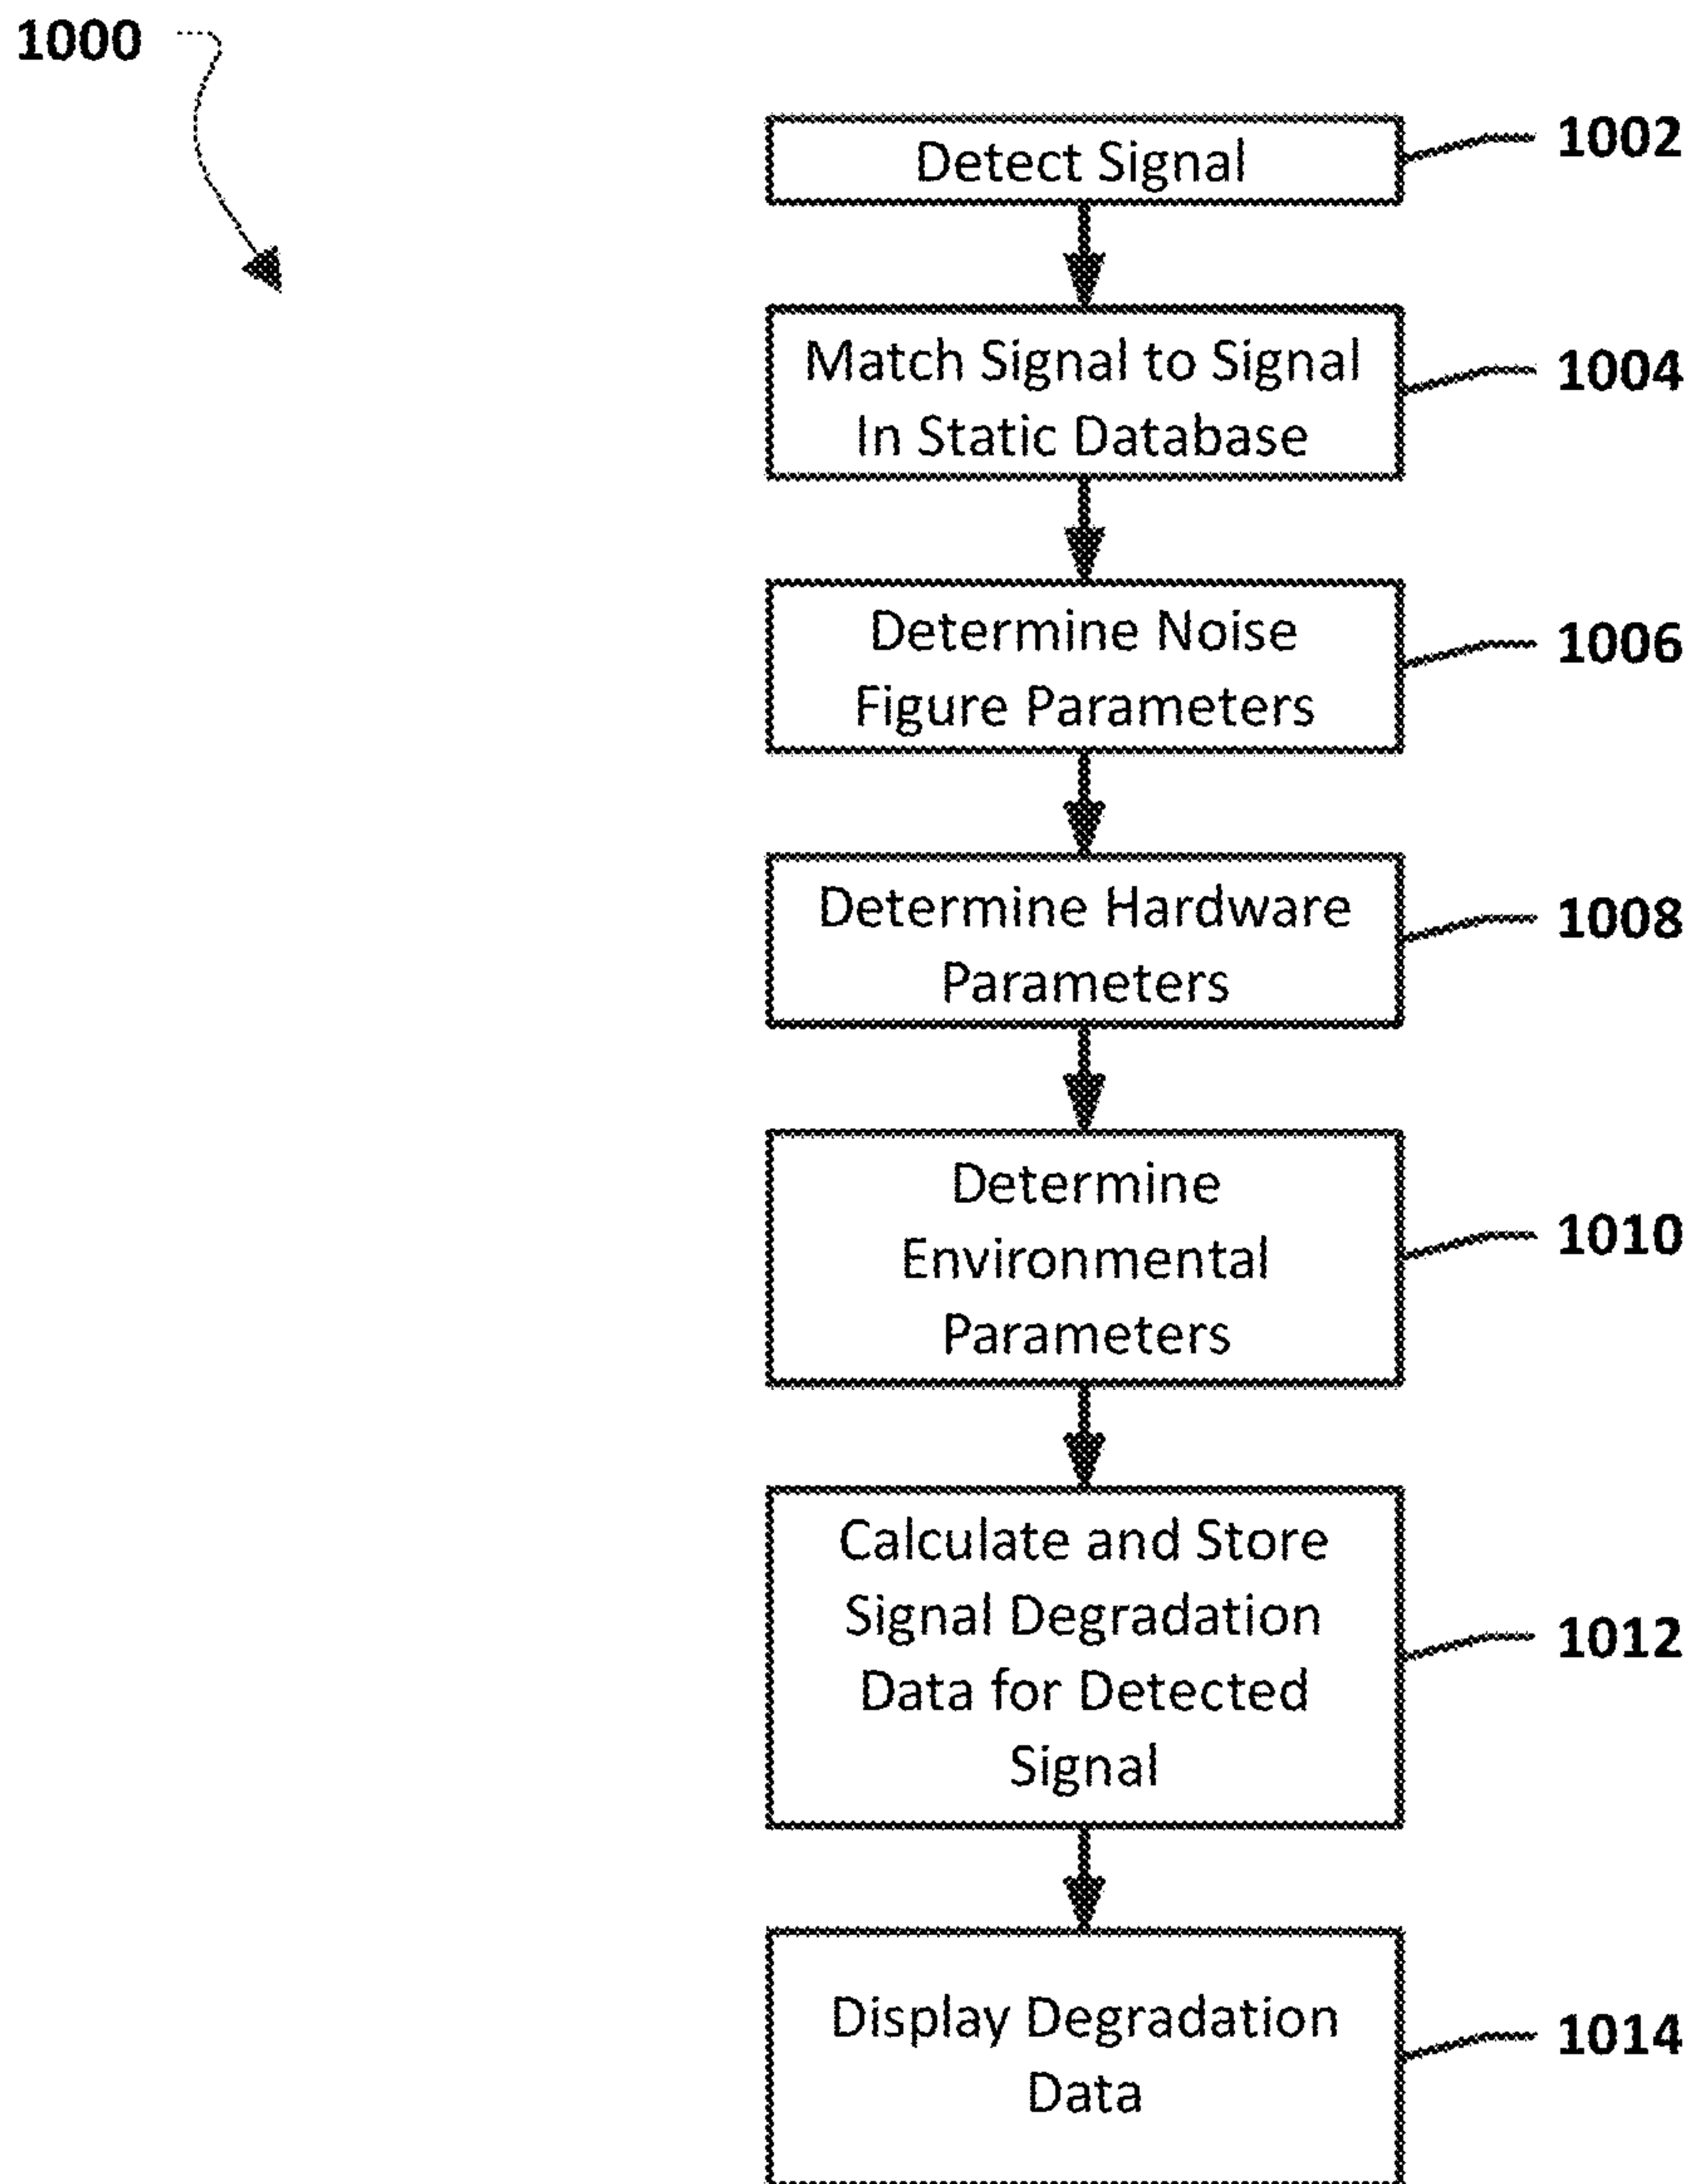 1000
Detect Signal
1002
Match Signal to Signal
In Static Database
1004
Determine Noise
Figure Parameters
1006
Determine Hardware
Parameters
1008
Determine
Environmental
Parameters
1010
Calculate and Store
Signal Degradation
Data for Detected
Signal
1012
Display Degradation
Data
1014